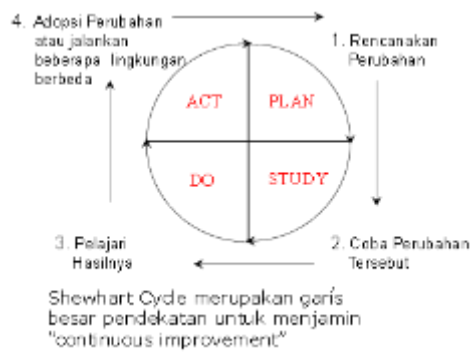 4. Adopsi Perubahan
atau jalankan
beberapa lingkungan
berbeda
1. Rencanakan
Perubahan
ACT
PLAN
DO
STUDY
3. Pelajari
Hasilnya
2. Coba Perubahan
Tersebut
Shewhart Cycle merupakan garis
besar pendekatan untuk menjamin
"continuous improvement"